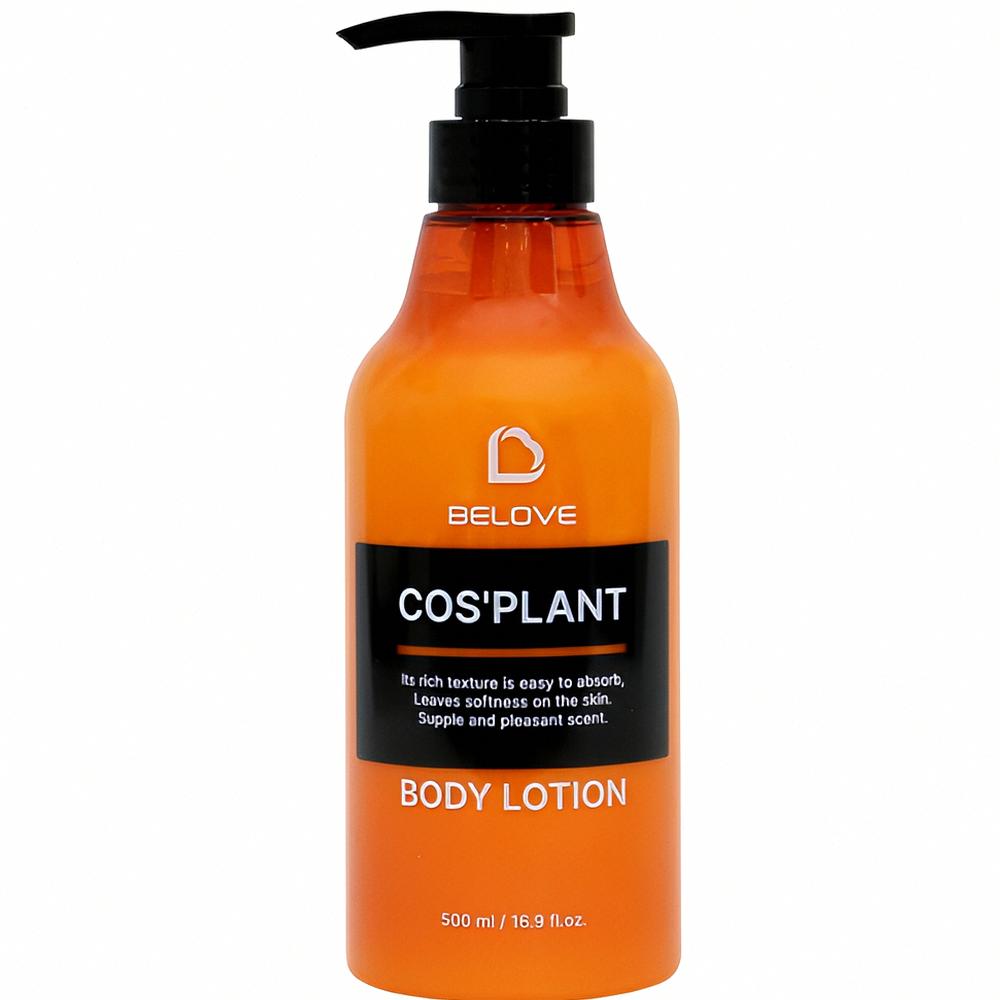 BELOVE
COS'PLANT
Its rich texture is easy to absorb,
Leaves softness on the skin.
Supple and pleasant scent.
BODY LOTION
500 ml / 16.9 fl.oz.